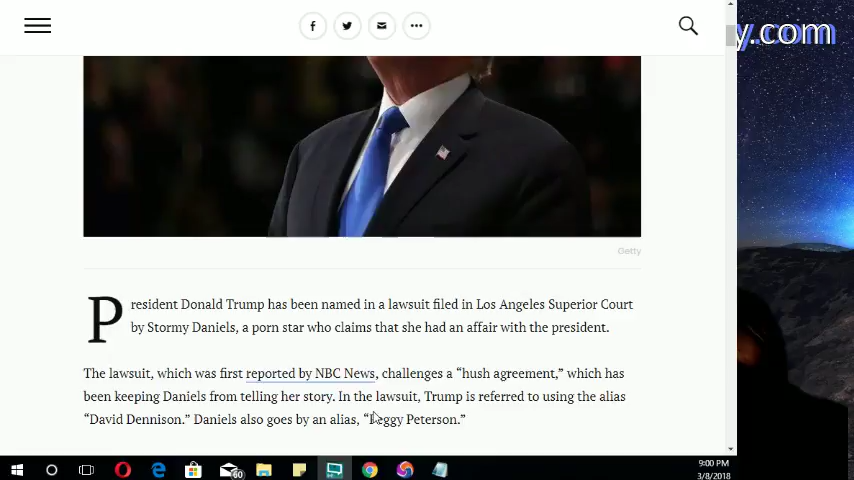 y.com
Getty
President Donald Trump has been named in a lawsuit filed in Los Angeles Superior Court
by Stormy Daniels, a porn star who claims that she had an affair with the president.
The lawsuit, which was first reported by NBC News, challenges a “hush agreement,” which has
been keeping Daniels from telling her story. In the lawsuit, Trump is referred to using the alias
“David Dennison.” Daniels also goes by an alias, “Peggy Peterson.”
60
9:00 PM
3/8/2018